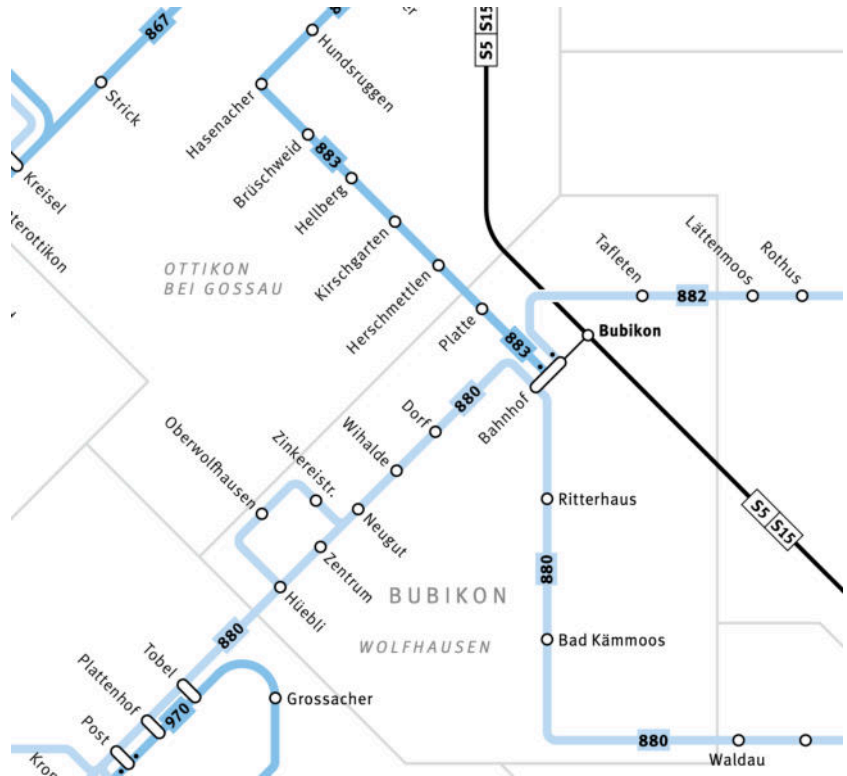 867
S5 S15
Hundsruggen
Strick
Hasenacher
Brüschweid
883
Kreisel
Hellberg
terottikon
Kirschgarten
OTTIKON
BEI GOSSAU
Herschmettlen
Tafleten
Lättenmoos
Rothus
882
Platte
883
Bubikon
Bahnhof
880
Dorf
Wihalde
Zinkereistr.
Oberwolfhausen
Neugut
Zentrum
Ritterhaus
S5 S15
880
Hüebli
BUBIKON
WOLFHAUSEN
880
Bad Kämmoos
Tobel
Plattenhof
970
Grossacher
Post
880
Waldau